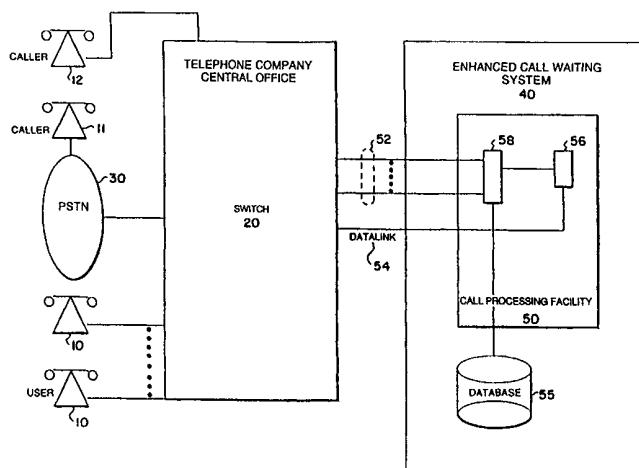 CALLER
12
TELEPHONE COMPANY
CENTRAL OFFICE
ENHANCED CALL WAITING
SYSTEM
40
CALLER
11
52
58
56
30
PSTN
SWITCH
20
DATALINK
54
CALL PROCESSING FACILITY
50
10
USER
10
DATABASE
55